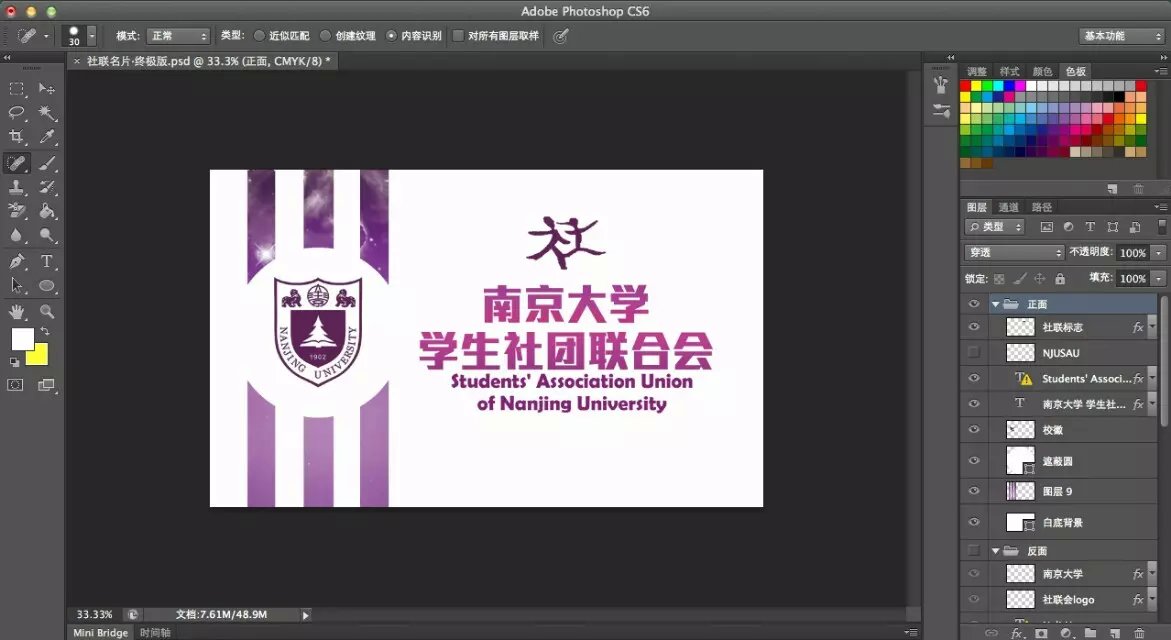 Adobe Photoshop CS6
30
模式: 正常 类型: 近似匹配 创建纹理 内容识别 对所有图层取样 基本功能
× 社联名片·终极版.psd @ 33.3% (正面, CMYK/8) *
调整 样式 颜色 色板
社
南京大学
学生社团联合会
Students' Association Union
of Nanjing University
1902
NANJING UNIVERSITY
图层 通道 路径
类型
穿透 不透明度: 100%
锁定: 填充: 100%
正面
社联标志 fx
NJUSAU
Students' Associ... fx
南京大学 学生社... fx
校徽
遮蔽圆
图层 9
白底背景
反面
南京大学 fx
社联会logo fx
33.33% 文档:7.61M/48.9M
Mini Bridge 时间轴
fx